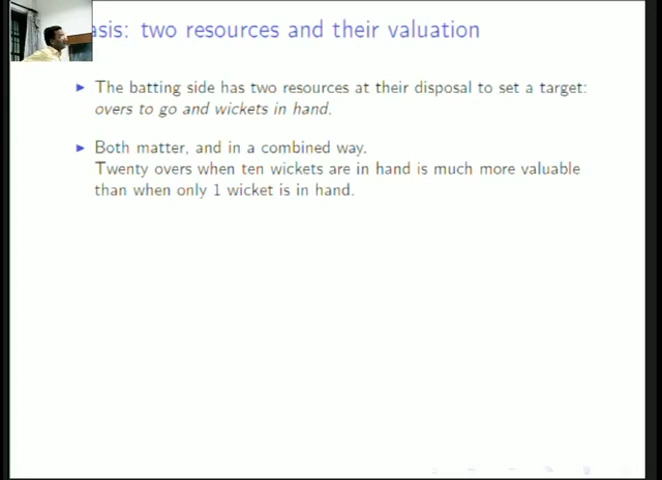 asis: two resources and their valuation
The batting side has two resources at their disposal to set a target:
overs to go and wickets in hand.
Both matter, and in a combined way.
Twenty overs when ten wickets are in hand is much more valuable
than when only 1 wicket is in hand.